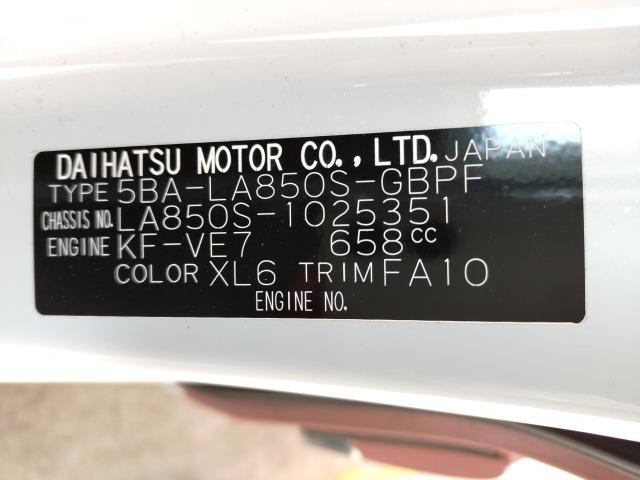 DAIHATSU MOTOR CO., LTD. JAPAN
TYPE 5BA-LA850S-GBPF
CHASSIS NO. LA850S-1025351
ENGINE KF-VE7 658cc
COLOR XL6 TRIM FA10
ENGINE NO.